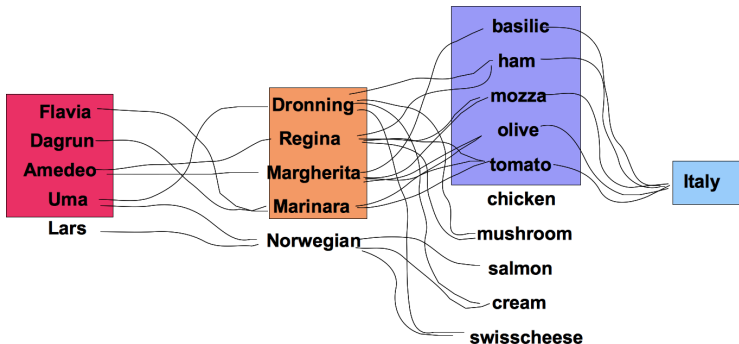 Flavia
Dagrun
Amedeo
Uma
Lars
Dronning
Regina
Margherita
Marinara
Norwegian
basilic
ham
mozza
olive
tomato
chicken
mushroom
salmon
cream
swisscheese
Italy